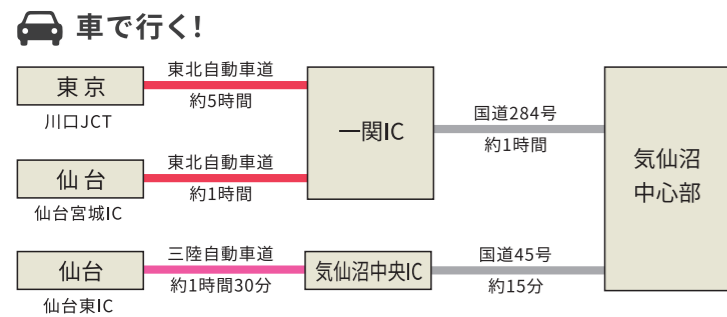 車で行く!
東京
川口JCT
東北自動車道
約5時間
仙台
仙台宮城IC
東北自動車道
約1時間
一関IC
国道284号
約1時間
仙台
仙台東IC
三陸自動車道
約1時間30分
気仙沼中央IC
国道45号
約15分
気仙沼
中心部